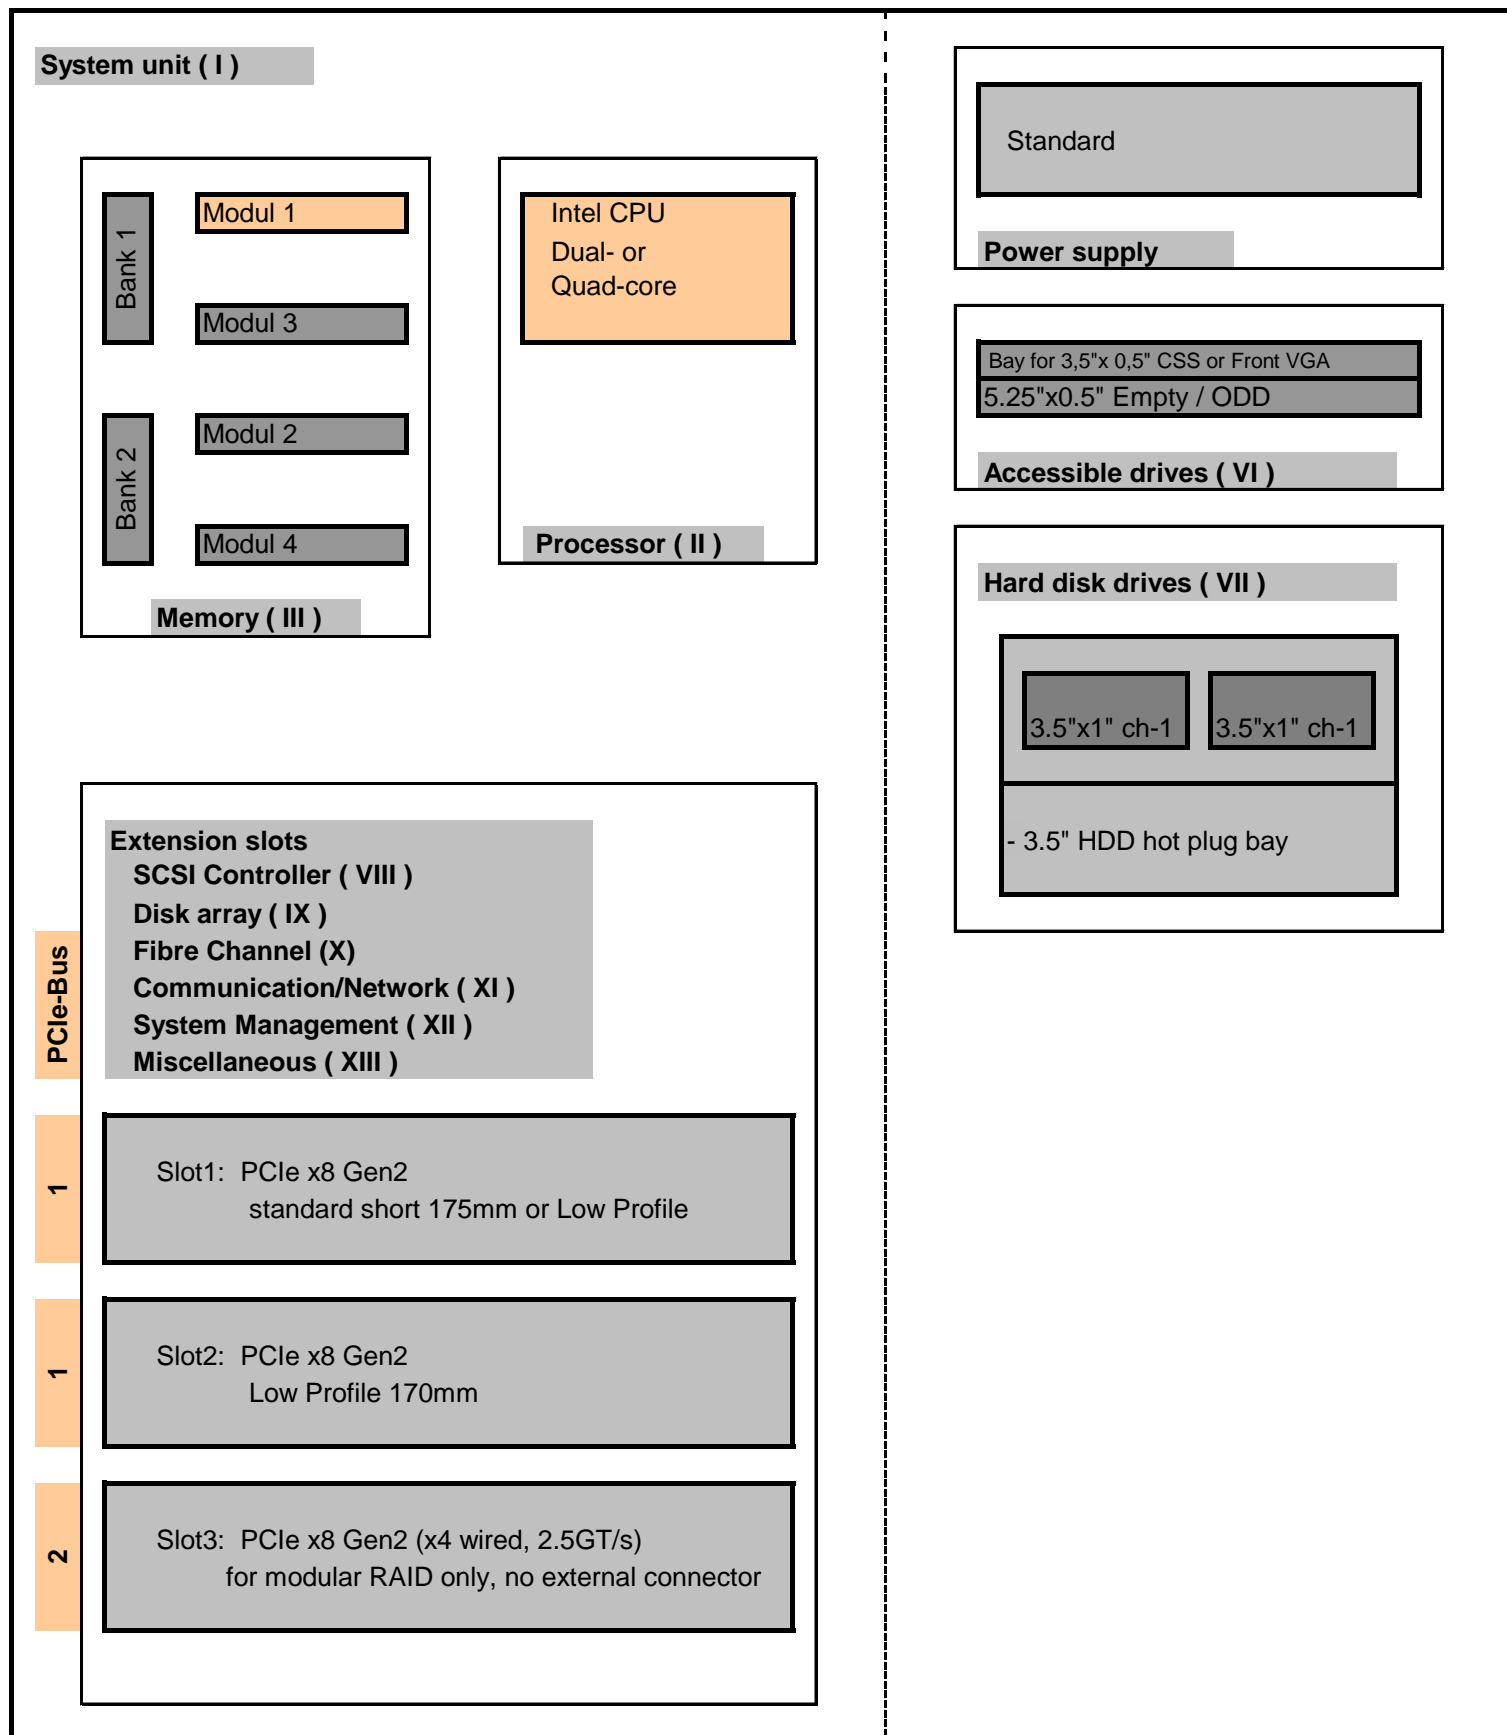 System unit ( I )
Bank 1
Modul 1
Modul 3
Bank 2
Modul 2
Modul 4
Memory ( III )
Intel CPU
Dual- or
Quad-core
Processor ( II )
Extension slots
SCSI Controller ( VIII )
Disk array ( IX )
Fibre Channel (X)
Communication/Network ( XI )
System Management ( XII )
Miscellaneous ( XIII )
PCIe-Bus
1
Slot1: PCIe x8 Gen2
standard short 175mm or Low Profile
1
Slot2: PCIe x8 Gen2
Low Profile 170mm
2
Slot3: PCIe x8 Gen2 (x4 wired, 2.5GT/s)
for modular RAID only, no external connector
Standard
Power supply
Bay for 3,5"x 0,5" CSS or Front VGA
5.25"x0.5" Empty / ODD
Accessible drives ( VI )
Hard disk drives ( VII )
3.5"x1" ch-1
3.5"x1" ch-1
- 3.5" HDD hot plug bay